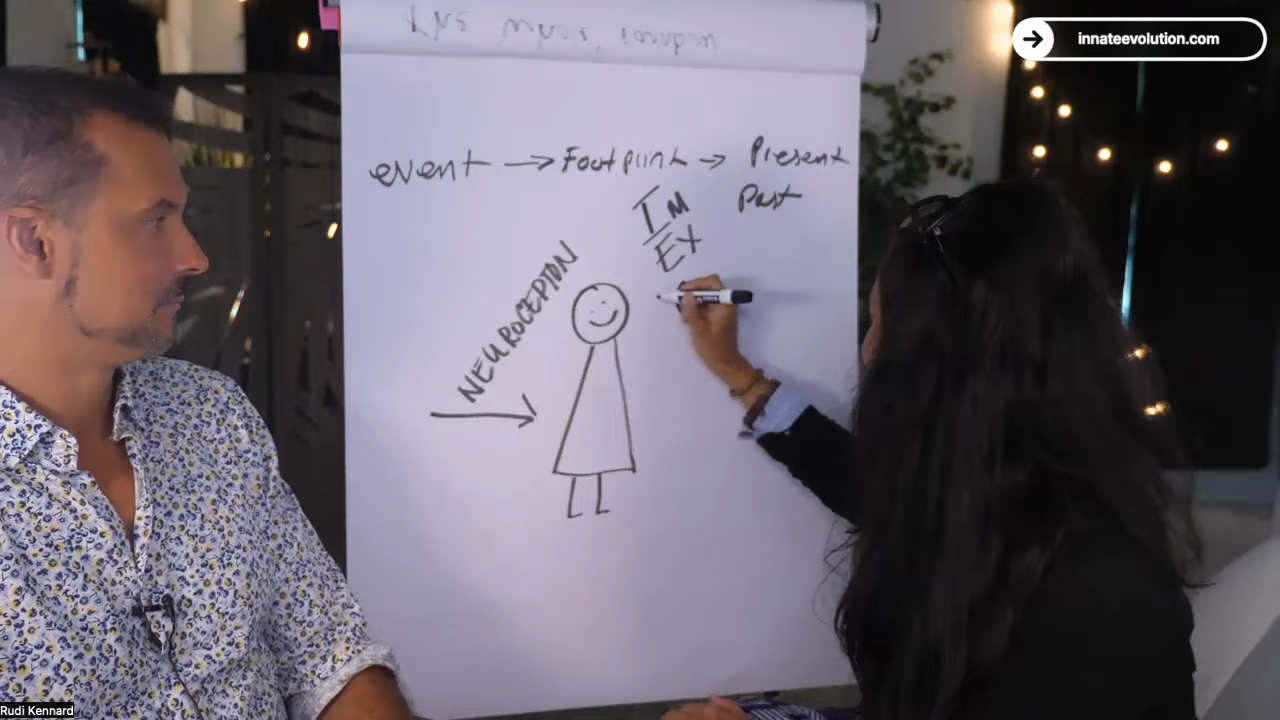 innateevolution.com
event → Footprint → Present
Past
IM
EX
NEUROCEPTION
Rudi Kennard